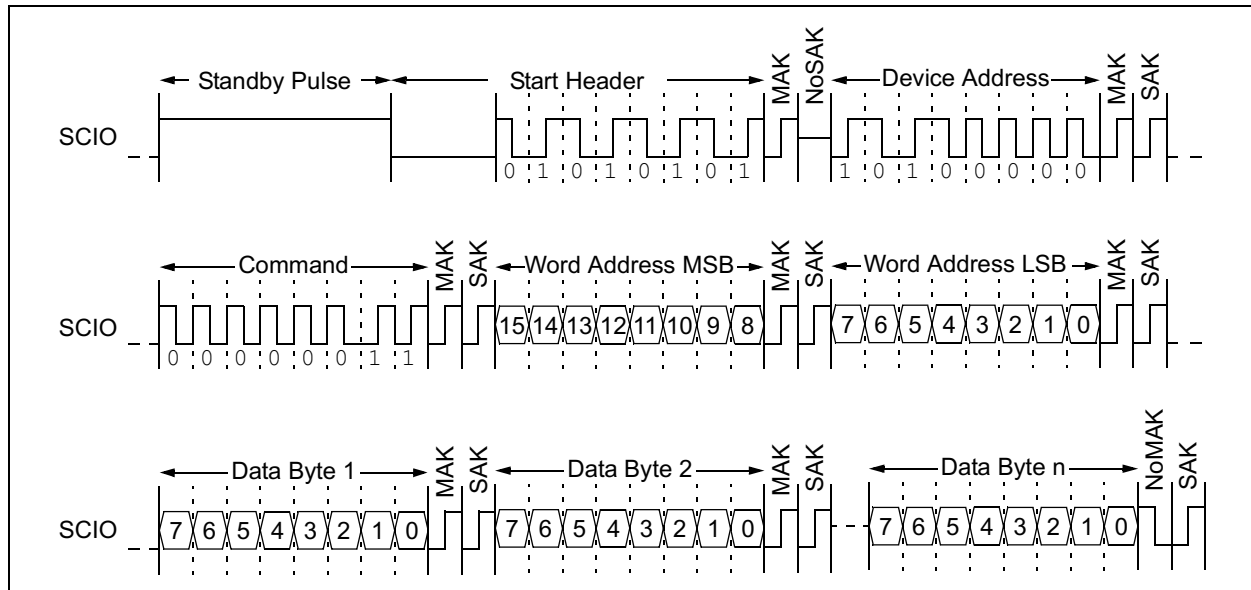 Standby Pulse Start Header MAK NoSAK Device Address MAK SAK
SCIO
0 1 0 1 0 1 0 1 1 0 1 0 0 0 0 0
Command MAK SAK Word Address MSB MAK SAK Word Address LSB MAK SAK
SCIO 15 14 13 12 11 10 9 8 7 6 5 4 3 2 1 0
0 0 0 0 0 0 1 1
Data Byte 1 MAK SAK Data Byte 2 MAK SAK Data Byte n NoMAK SAK
SCIO 7 6 5 4 3 2 1 0 7 6 5 4 3 2 1 0 7 6 5 4 3 2 1 0